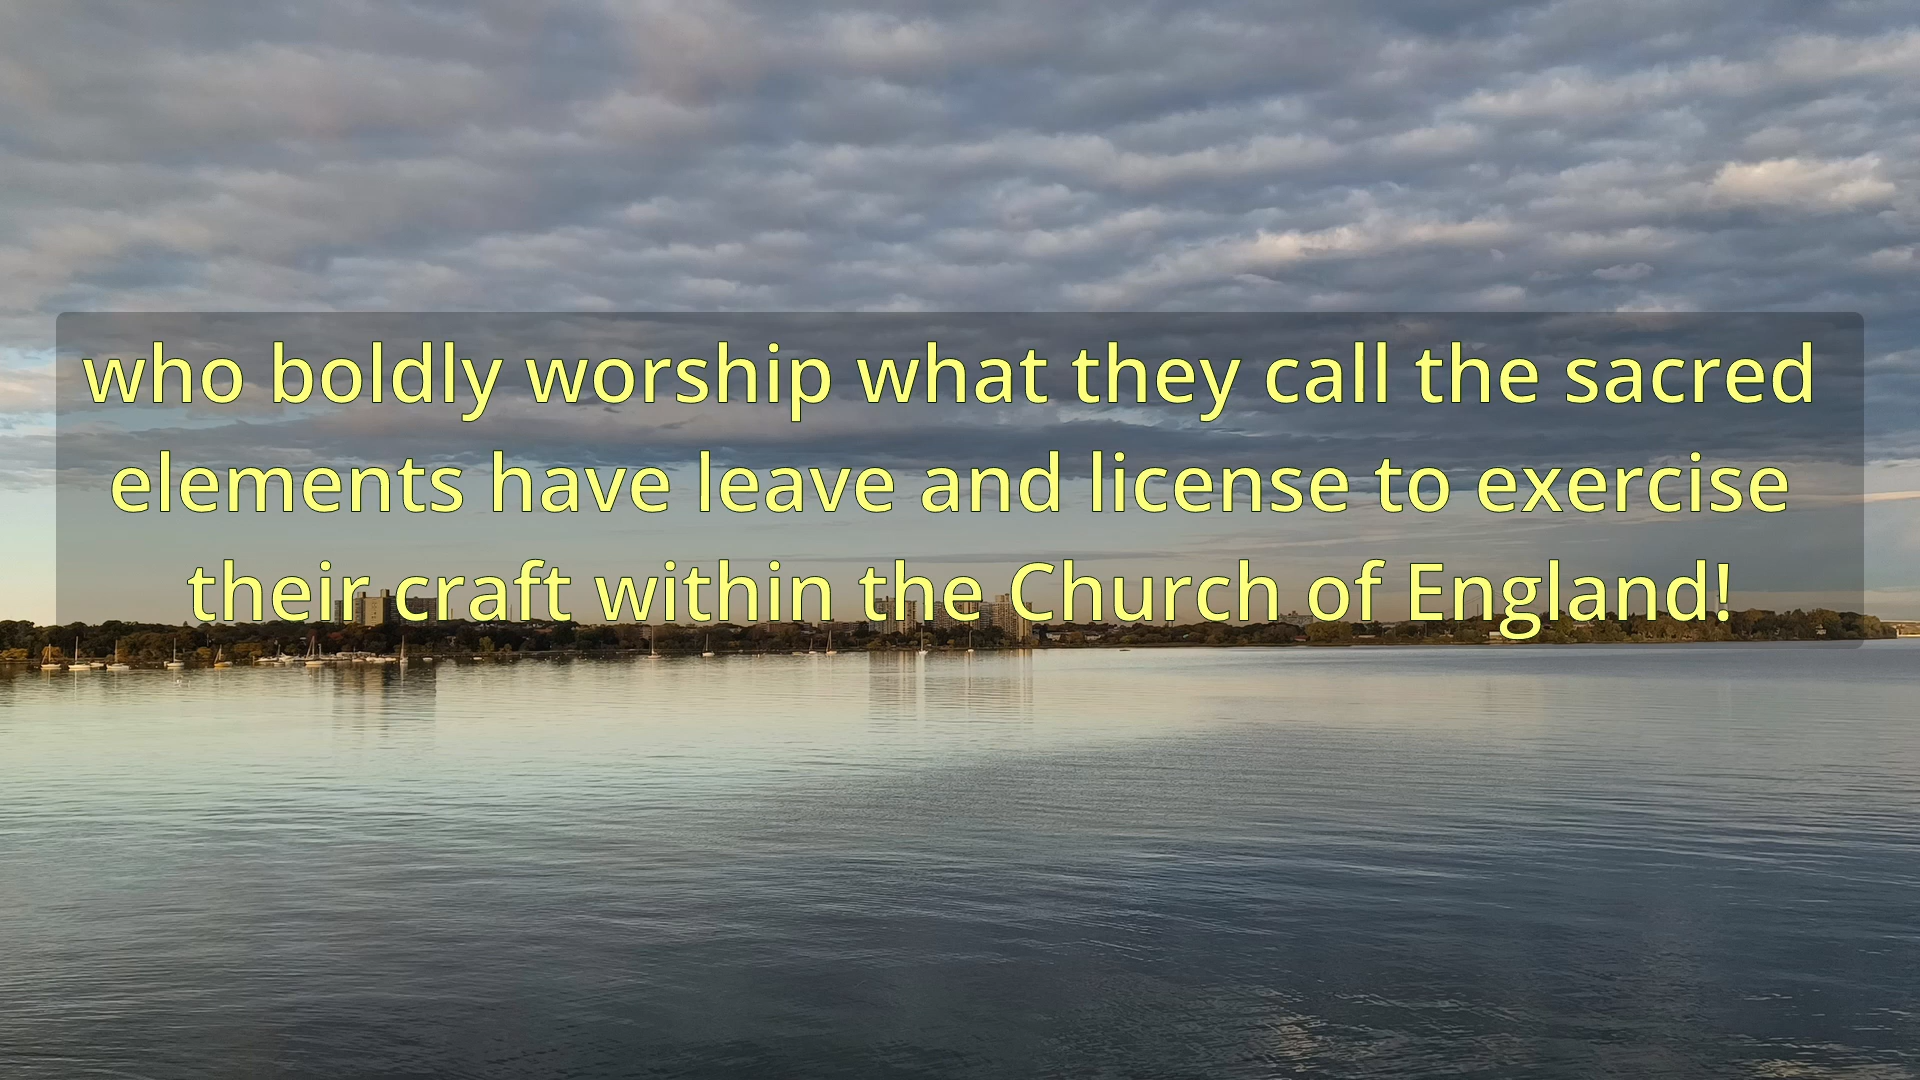 who boldly worship what they call the sacred
elements have leave and license to exercise
their craft within the Church of England!